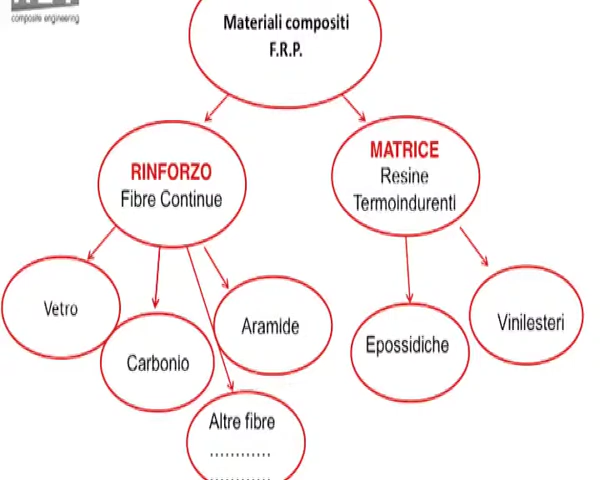 composite engineering
Materiali compositi
F.R.P.
RINFORZO
Fibre Continue
MATRICE
Resine
Termoindurenti
Vetro
Carbonio
Aramide
Altre fibre
............
............
Epossidiche
Vinilesteri